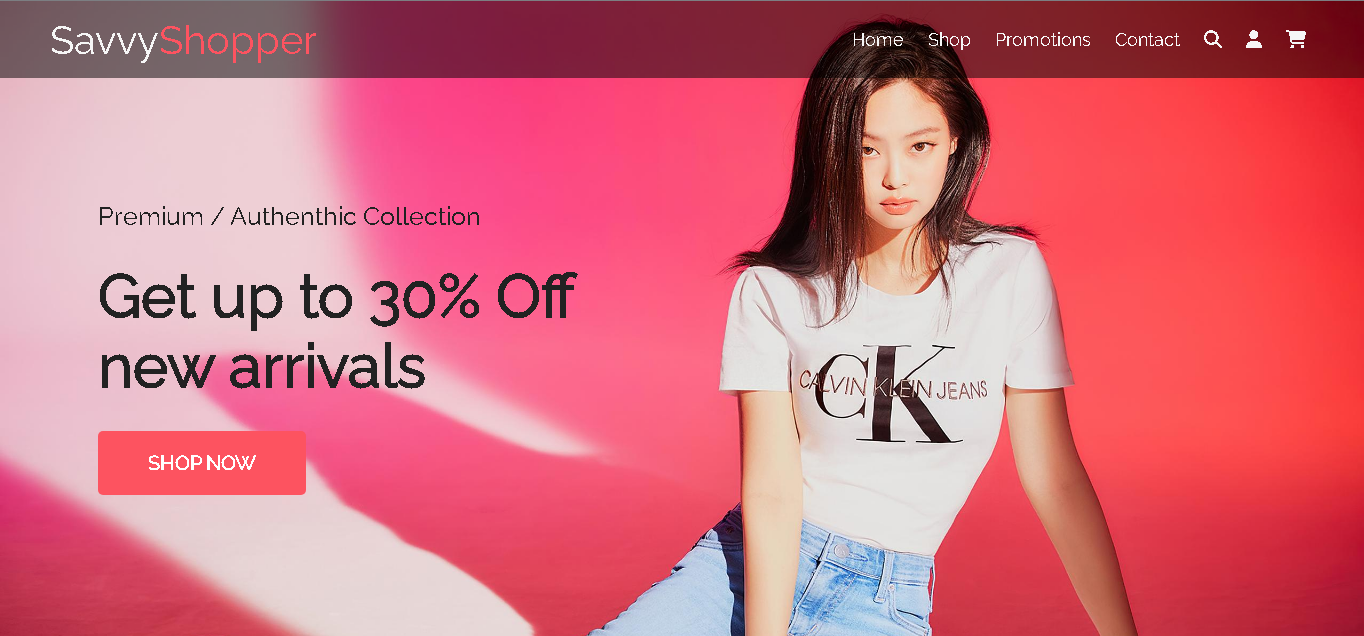 SavvyShopper
Home Shop Promotions Contact
Premium / Authenthic Collection
Get up to 30% Off
new arrivals
SHOP NOW
CK
CALVIN KLEIN JEANS